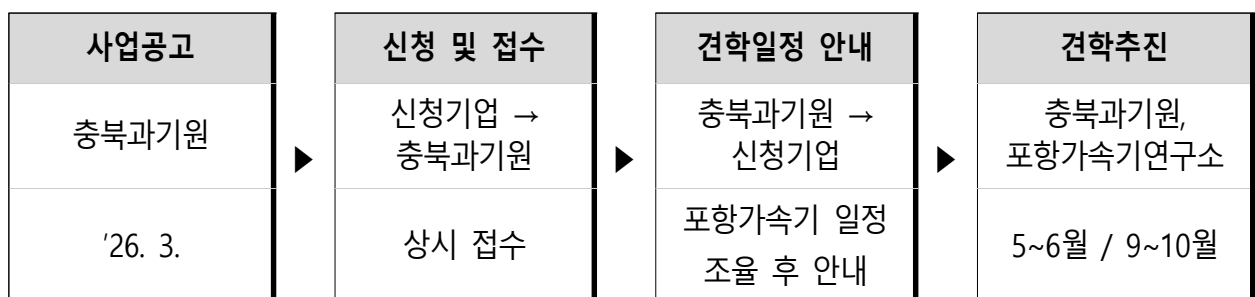 사업공고
충북과기원
'26. 3.
▶
신청 및 접수
신청기업 →
충북과기원
상시 접수
▶
견학일정 안내
충북과기원 →
신청기업
포항가속기 일정
조율 후 안내
▶
견학추진
충북과기원,
포항가속기연구소
5~6월 / 9~10월